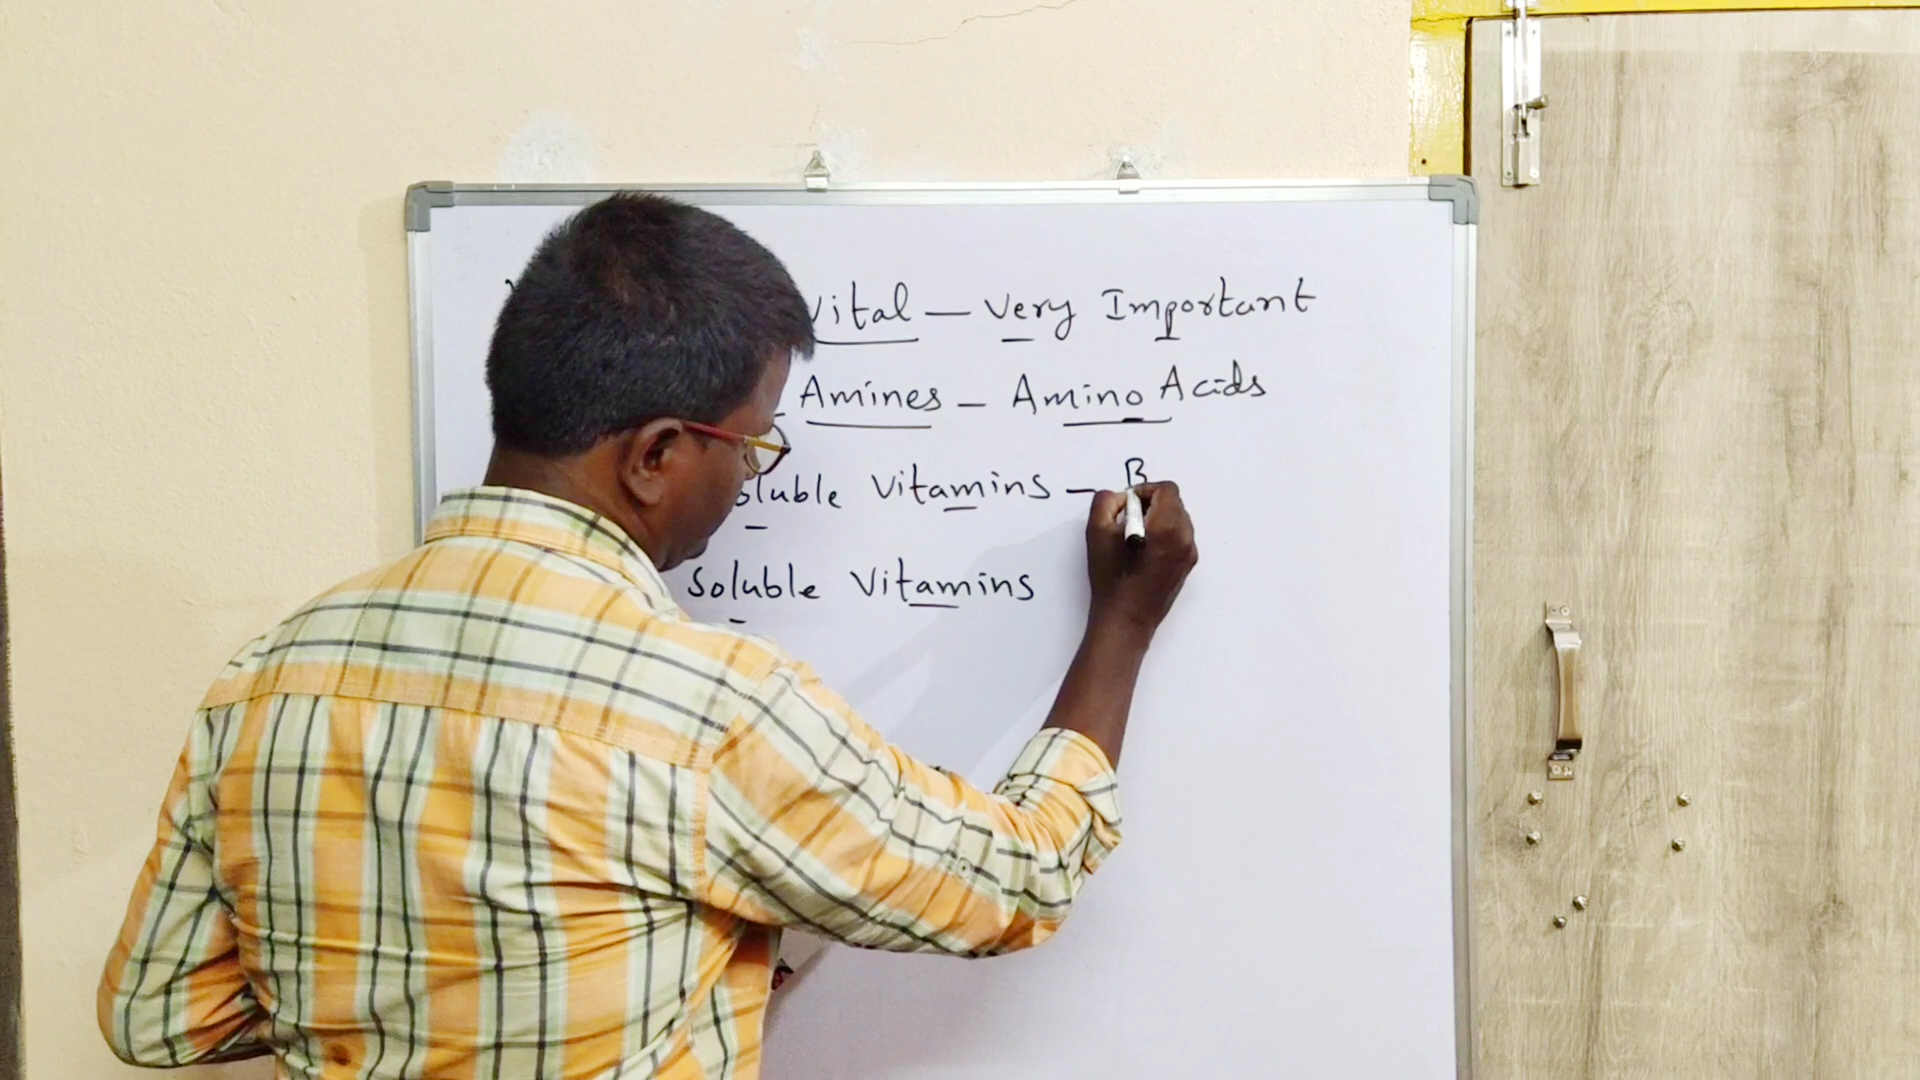 Vital — Very Important
Amines — Amino Acids
oluble Vitamins — B
Soluble Vitamins